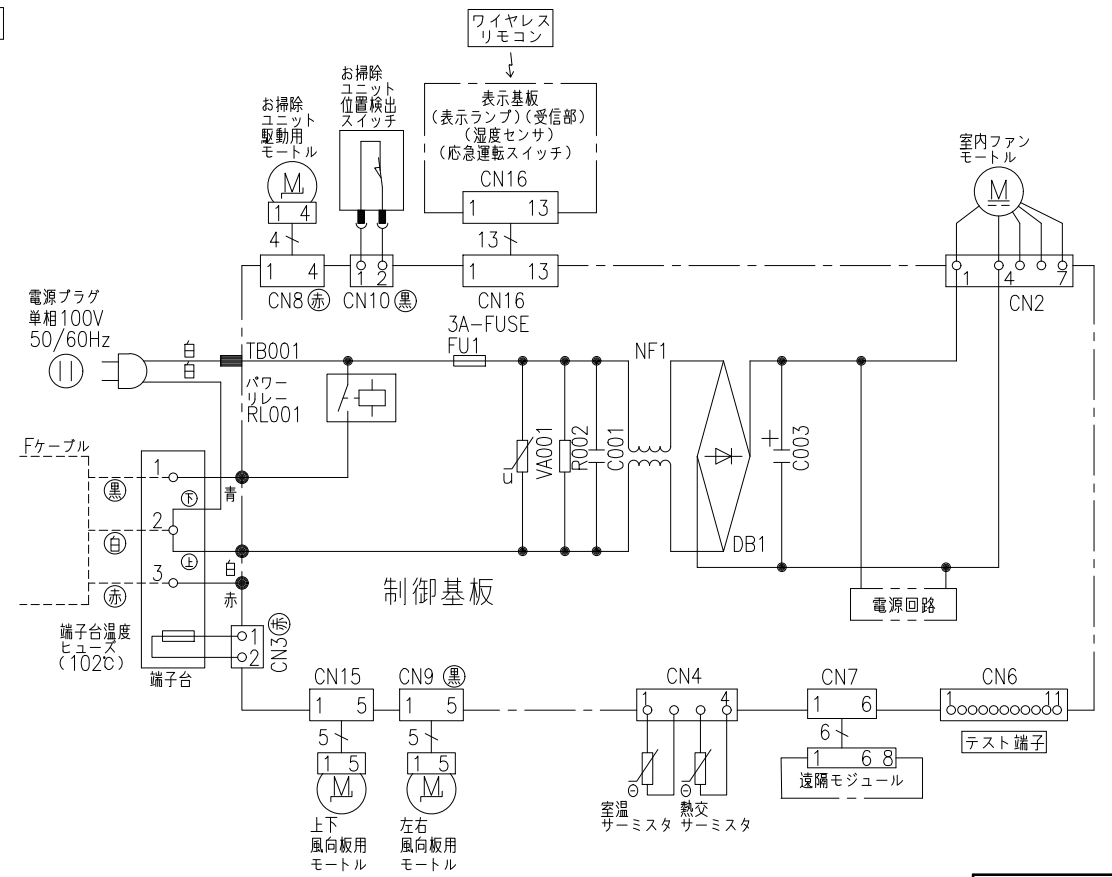 ワイヤレス
リモコン
お掃除
ユニット
位置検出
スイッチ
お掃除
ユニット
駆動用
モートル
表示基板
(表示ランプ)(受信部)
(湿度センサ)
(応急運転スイッチ)
室内ファン
モートル
M
M
1 4
CN16
1 13
4
13
1 4
1 2
1 13
1 4 7
CN8 赤
CN10 黒
CN16
CN2
電源プラグ
単相100V
50/60Hz
白
白
TB001
3A-FUSE
FU1
NF1
パワー
リレー
RL001
u
VA001
R002
C001
+
C003
DB1
Fケーブル
1
黒
下
青
2
白
上
白
3
赤
赤
制御基板
電源回路
端子台温度
ヒューズ
(102℃)
端子台
1
2
CN3 赤
CN15
1 5
CN9 黒
1 5
CN4
1 4
CN7
1 6
CN6
1 11
5
5
6
テスト端子
1 5
1 5
1 6 8
遠隔モジュール
M
M
θ
θ
上下
風向板用
モートル
左右
風向板用
モートル
室温
サーミスタ
熱交
サーミスタ